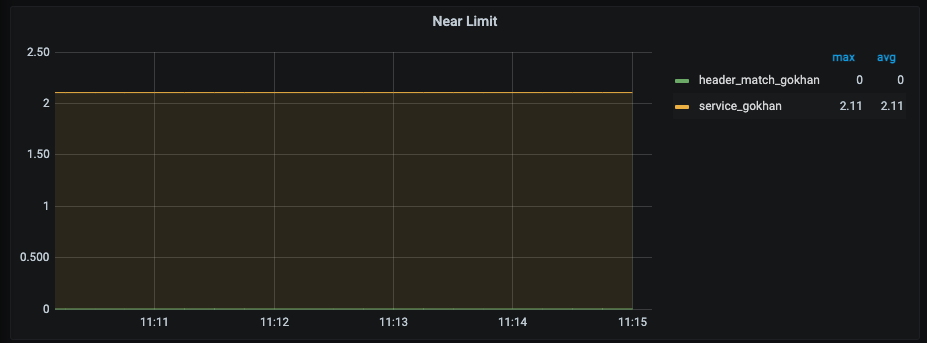 Near Limit
2.50
2
1.50
1
0.500
0
11:11 11:12 11:13 11:14 11:15
max avg
header_match_gokhan 0 0
service_gokhan 2.11 2.11